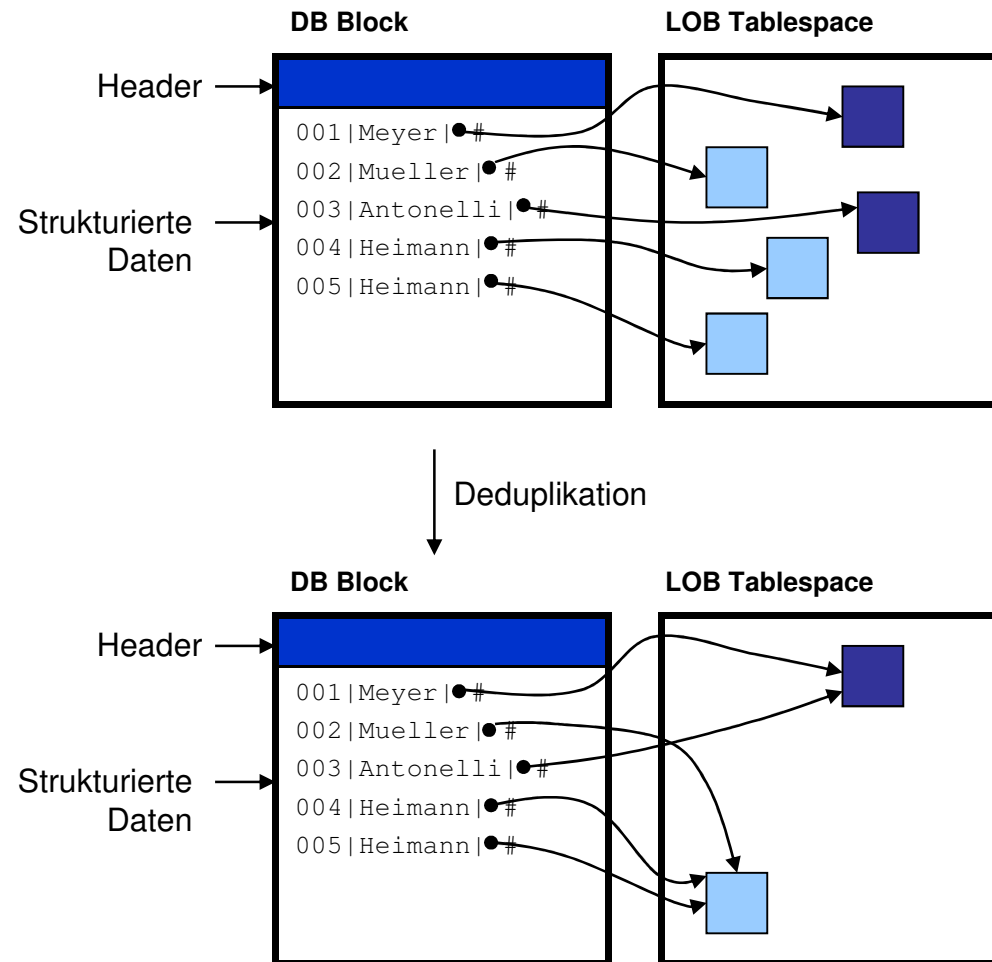 DB Block
LOB Tablespace
Header
001|Meyer|#
002|Mueller|#
003|Antonelli|#
004|Heimann|#
005|Heimann|#
Strukturierte
Daten
Deduplikation
DB Block
LOB Tablespace
Header
001|Meyer|#
002|Mueller|#
003|Antonelli|#
004|Heimann|#
005|Heimann|#
Strukturierte
Daten